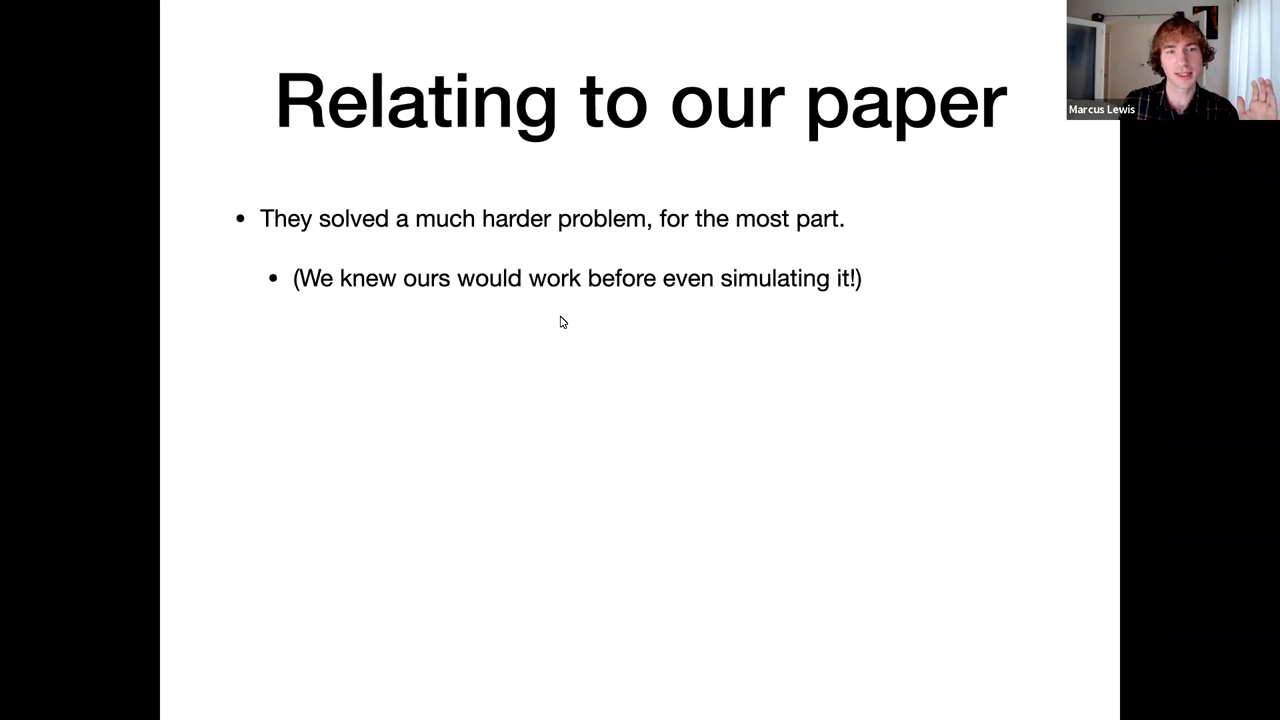 Relating to our paper
Marcus Lewis
• They solved a much harder problem, for the most part.
• (We knew ours would work before even simulating it!)